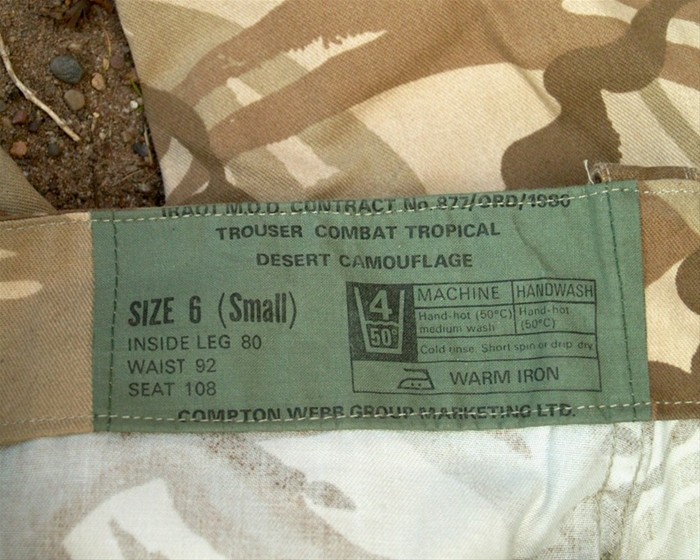 IRAQI M.O.D. CONTRACT No. 877/QRD/1986
TROUSER COMBAT TROPICAL
DESERT CAMOUFLAGE
SIZE 6 (Small)
INSIDE LEG 80
WAIST 92
SEAT 108
4
50°
MACHINE HANDWASH
Hand-hot (50°C) Hand-hot
medium wash (50°C)
Cold rinse. Short spin or drip dry
WARM IRON
COMPTON WEBB GROUP MARKETING LTD.